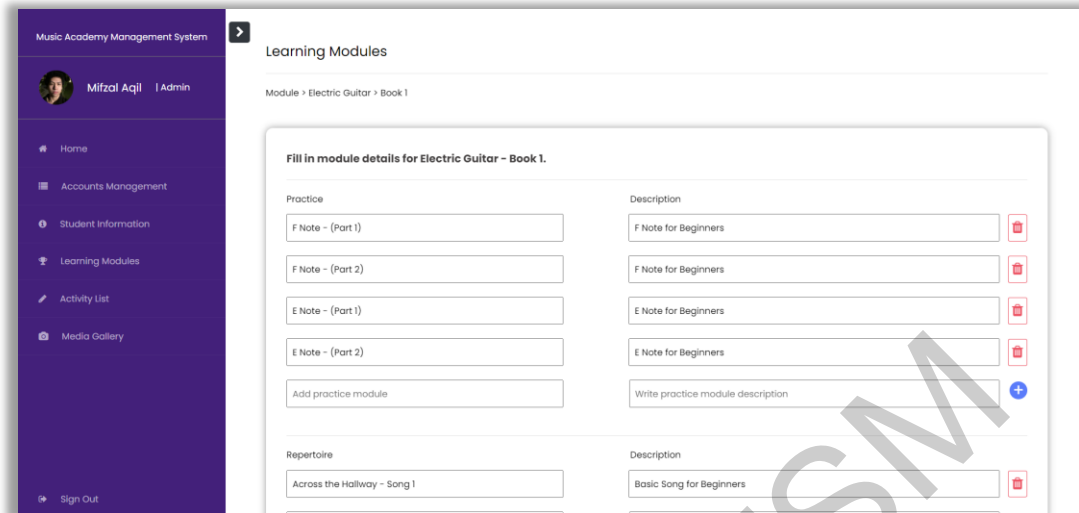 Music Academy Management System
Mifzal Aqil | Admin
Home
Accounts Management
Student Information
Learning Modules
Activity List
Media Gallery
Sign Out
Learning Modules
Module > Electric Guitar > Book 1
Fill in module details for Electric Guitar - Book 1.
Practice Description
F Note - (Part 1) F Note for Beginners
F Note - (Part 2) F Note for Beginners
E Note - (Part 1) E Note for Beginners
E Note - (Part 2) E Note for Beginners
Add practice module Write practice module description
Repertoire Description
Across the Hallway - Song 1 Basic Song for Beginners